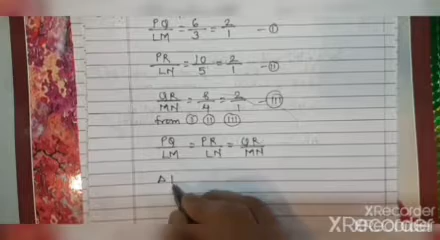 PQ/LM = 6/3 = 2/1 - ⓘ
PR/LN = 10/5 = 2/1 - ⓘⓘ
QR/MN = 8/4 = 2/1 - ⓘⓘⓘ
from ⓘ ⓘⓘ ⓘⓘⓘ
PQ/LM = PR/LN = QR/MN
Δ
XRecorder
XRecorder